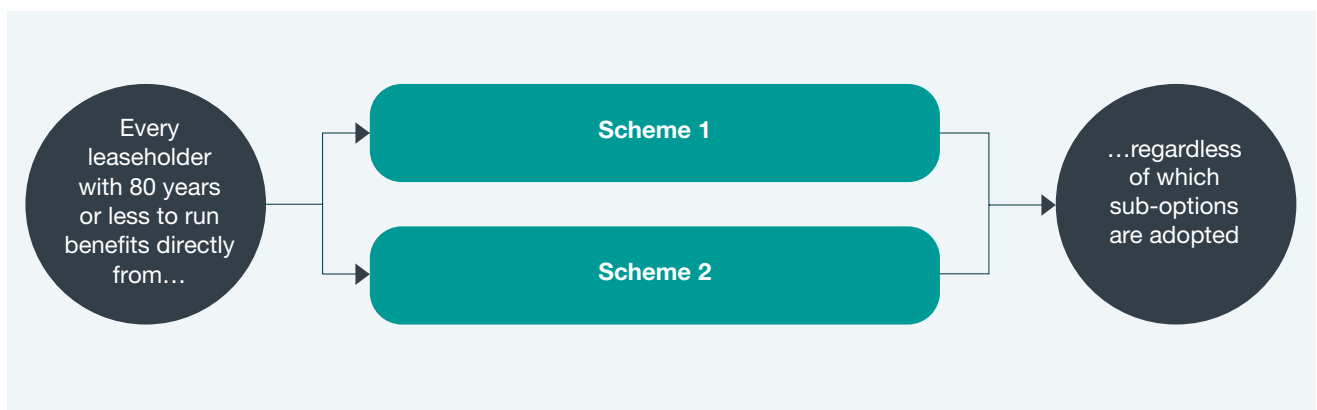 Every
leaseholder
with 80 years
or less to run
benefits directly
from…
Scheme 1
Scheme 2
…regardless
of which
sub-options
are adopted